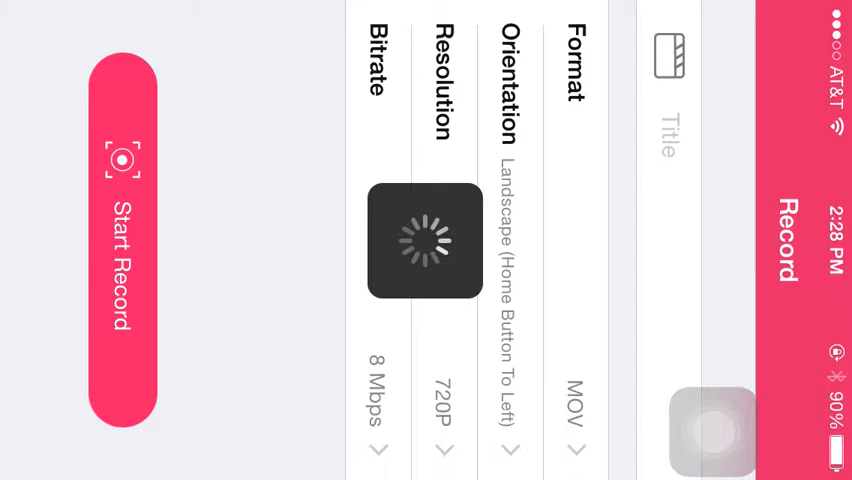 AT&T 2:28 PM 90%
Record
Title
Format MOV
Orientation Landscape (Home Button To Left)
Resolution 720P
Bitrate 8 Mbps
Start Record